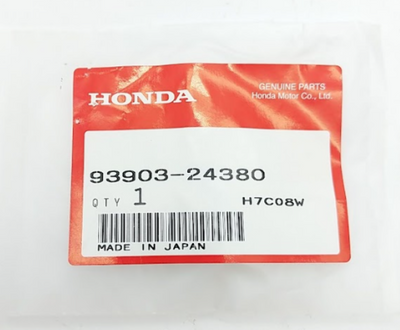 GENUINE PARTS
HONDA Honda Motor Co., Ltd.
93903-24380
QTY 1 H7C08W
MADE IN JAPAN